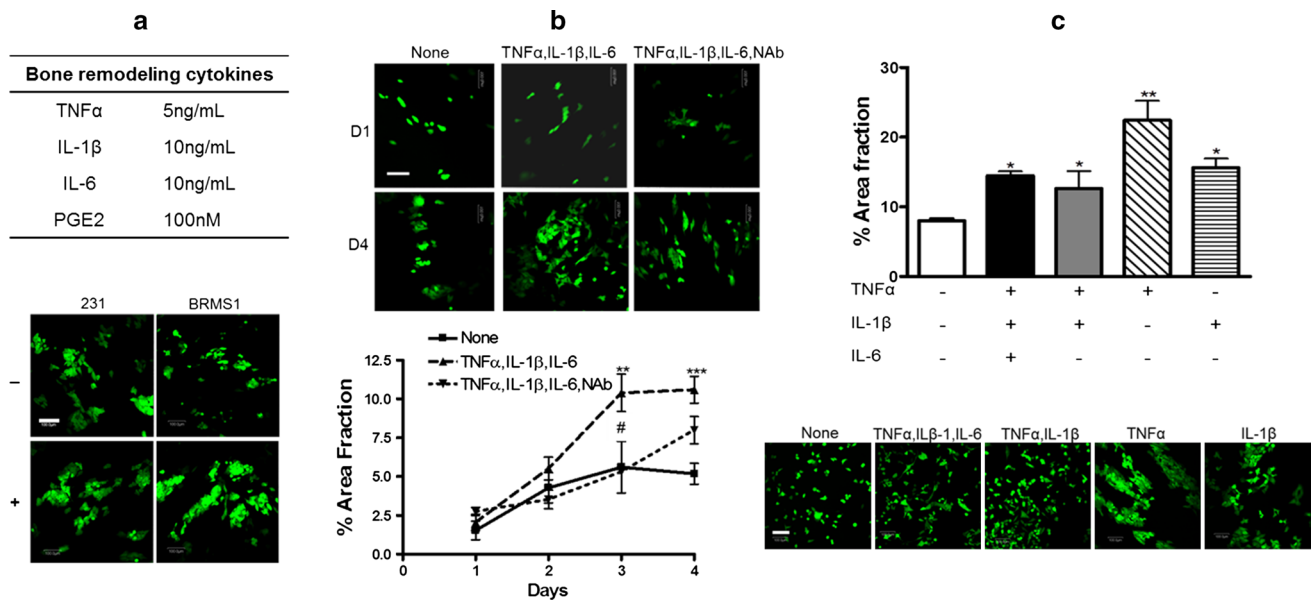 a
Bone remodeling cytokines
TNFα 5ng/mL
IL-1β 10ng/mL
IL-6 10ng/mL
PGE2 100nM
231 BRMS1
–
+
b
None TNFα,IL-1β,IL-6 TNFα,IL-1β,IL-6,NAb
D1
D4
None
TNFα,IL-1β,IL-6
TNFα,IL-1β,IL-6,NAb
% Area Fraction
12.5
10.0
7.5
5.0
2.5
0.0
** ***
#
0 1 2 3 4
Days
c
% Area fraction
30
20
10
0
* * ** *
TNFα - + + + -
IL-1β - + + - +
IL-6 - + - - -
None TNFα,ILβ-1,IL-6 TNFα,IL-1β TNFα IL-1β